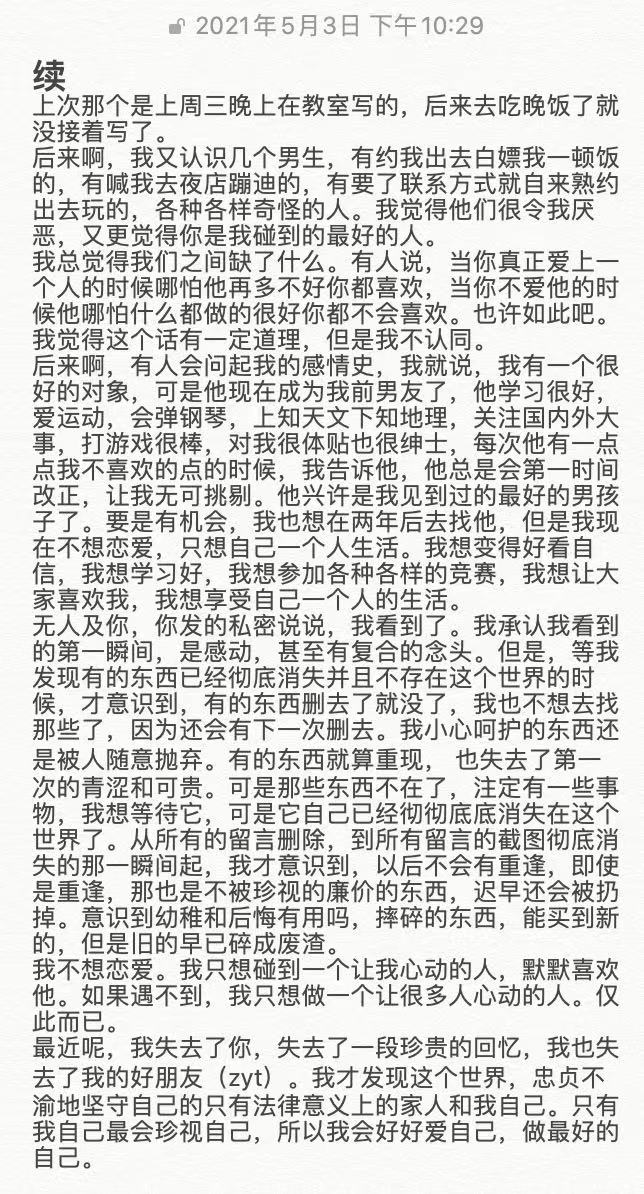 2021年5月3日 下午10:29
续
上次那个是上周三晚上在教室写的，后来去吃晚饭了就
没接着写了。
后来啊，我又认识几个男生，有约我出去白嫖我一顿饭
的，有喊我去夜店蹦迪的，有要了联系方式就自来熟约
出去玩的，各种各样奇怪的人。我觉得他们很令我厌
恶，又更觉得你是我碰到的最好的人。
我总觉得我们之间缺了什么。有人说，当你真正爱上一
个人的时候哪怕他再多不好你都喜欢，当你不爱他的时
候他哪怕什么都做的很好你都不会喜欢。也许如此吧。
我觉得这个话有一定道理，但是我不认同。
后来啊，有人会问起我的感情史，我就说，我有一个很
好的对象，可是他现在成为我前男友了，他学习很好，
爱运动，会弹钢琴，上知天文下知地理，关注国内外大
事，打游戏很棒，对我很体贴也很绅士，每次他有一点
点我不喜欢的点的时候，我告诉他，他总是会第一时间
改正，让我无可挑剔。他兴许是我见到过的最好的男孩
子了。要是有机会，我也想在两年后去找他，但是我现
在不想恋爱，只想自己一个人生活。我想变得好看自
信，我想学习好，我想参加各种各样的竞赛，我想让大
家喜欢我，我想享受自己一个人的生活。
无人及你，你发的私密说说，我看到了。我承认我看到
的第一瞬间，是感动，甚至有复合的念头。但是，等我
发现有的东西已经彻底消失并且不存在这个世界的时
候，才意识到，有的东西删去了就没了，我也不想去找
那些了，因为还会有下一次删去。我小心呵护的东西还
是被人随意抛弃。有的东西就算重现， 也失去了第一
次的青涩和可贵。可是那些东西不在了，注定有一些事
物，我想等待它，可是它自己已经彻彻底底消失在这个
世界了。从所有的留言删除，到所有留言的截图彻底消
失的那一瞬间起，我才意识到，以后不会有重逢，即使
是重逢，那也是不被珍视的廉价的东西，迟早还会被扔
掉。意识到幼稚和后悔有用吗，摔碎的东西，能买到新
的，但是旧的早已碎成废渣。
我不想恋爱。我只想碰到一个让我心动的人，默默喜欢
他。如果遇不到，我只想做一个让很多人心动的人。仅
此而已。
最近呢，我失去了你，失去了一段珍贵的回忆，我也失
去了我的好朋友（zyt）。我才发现这个世界，忠贞不
渝地坚守自己的只有法律意义上的家人和我自己。只有
我自己最会珍视自己，所以我会好好爱自己，做最好的
自己。